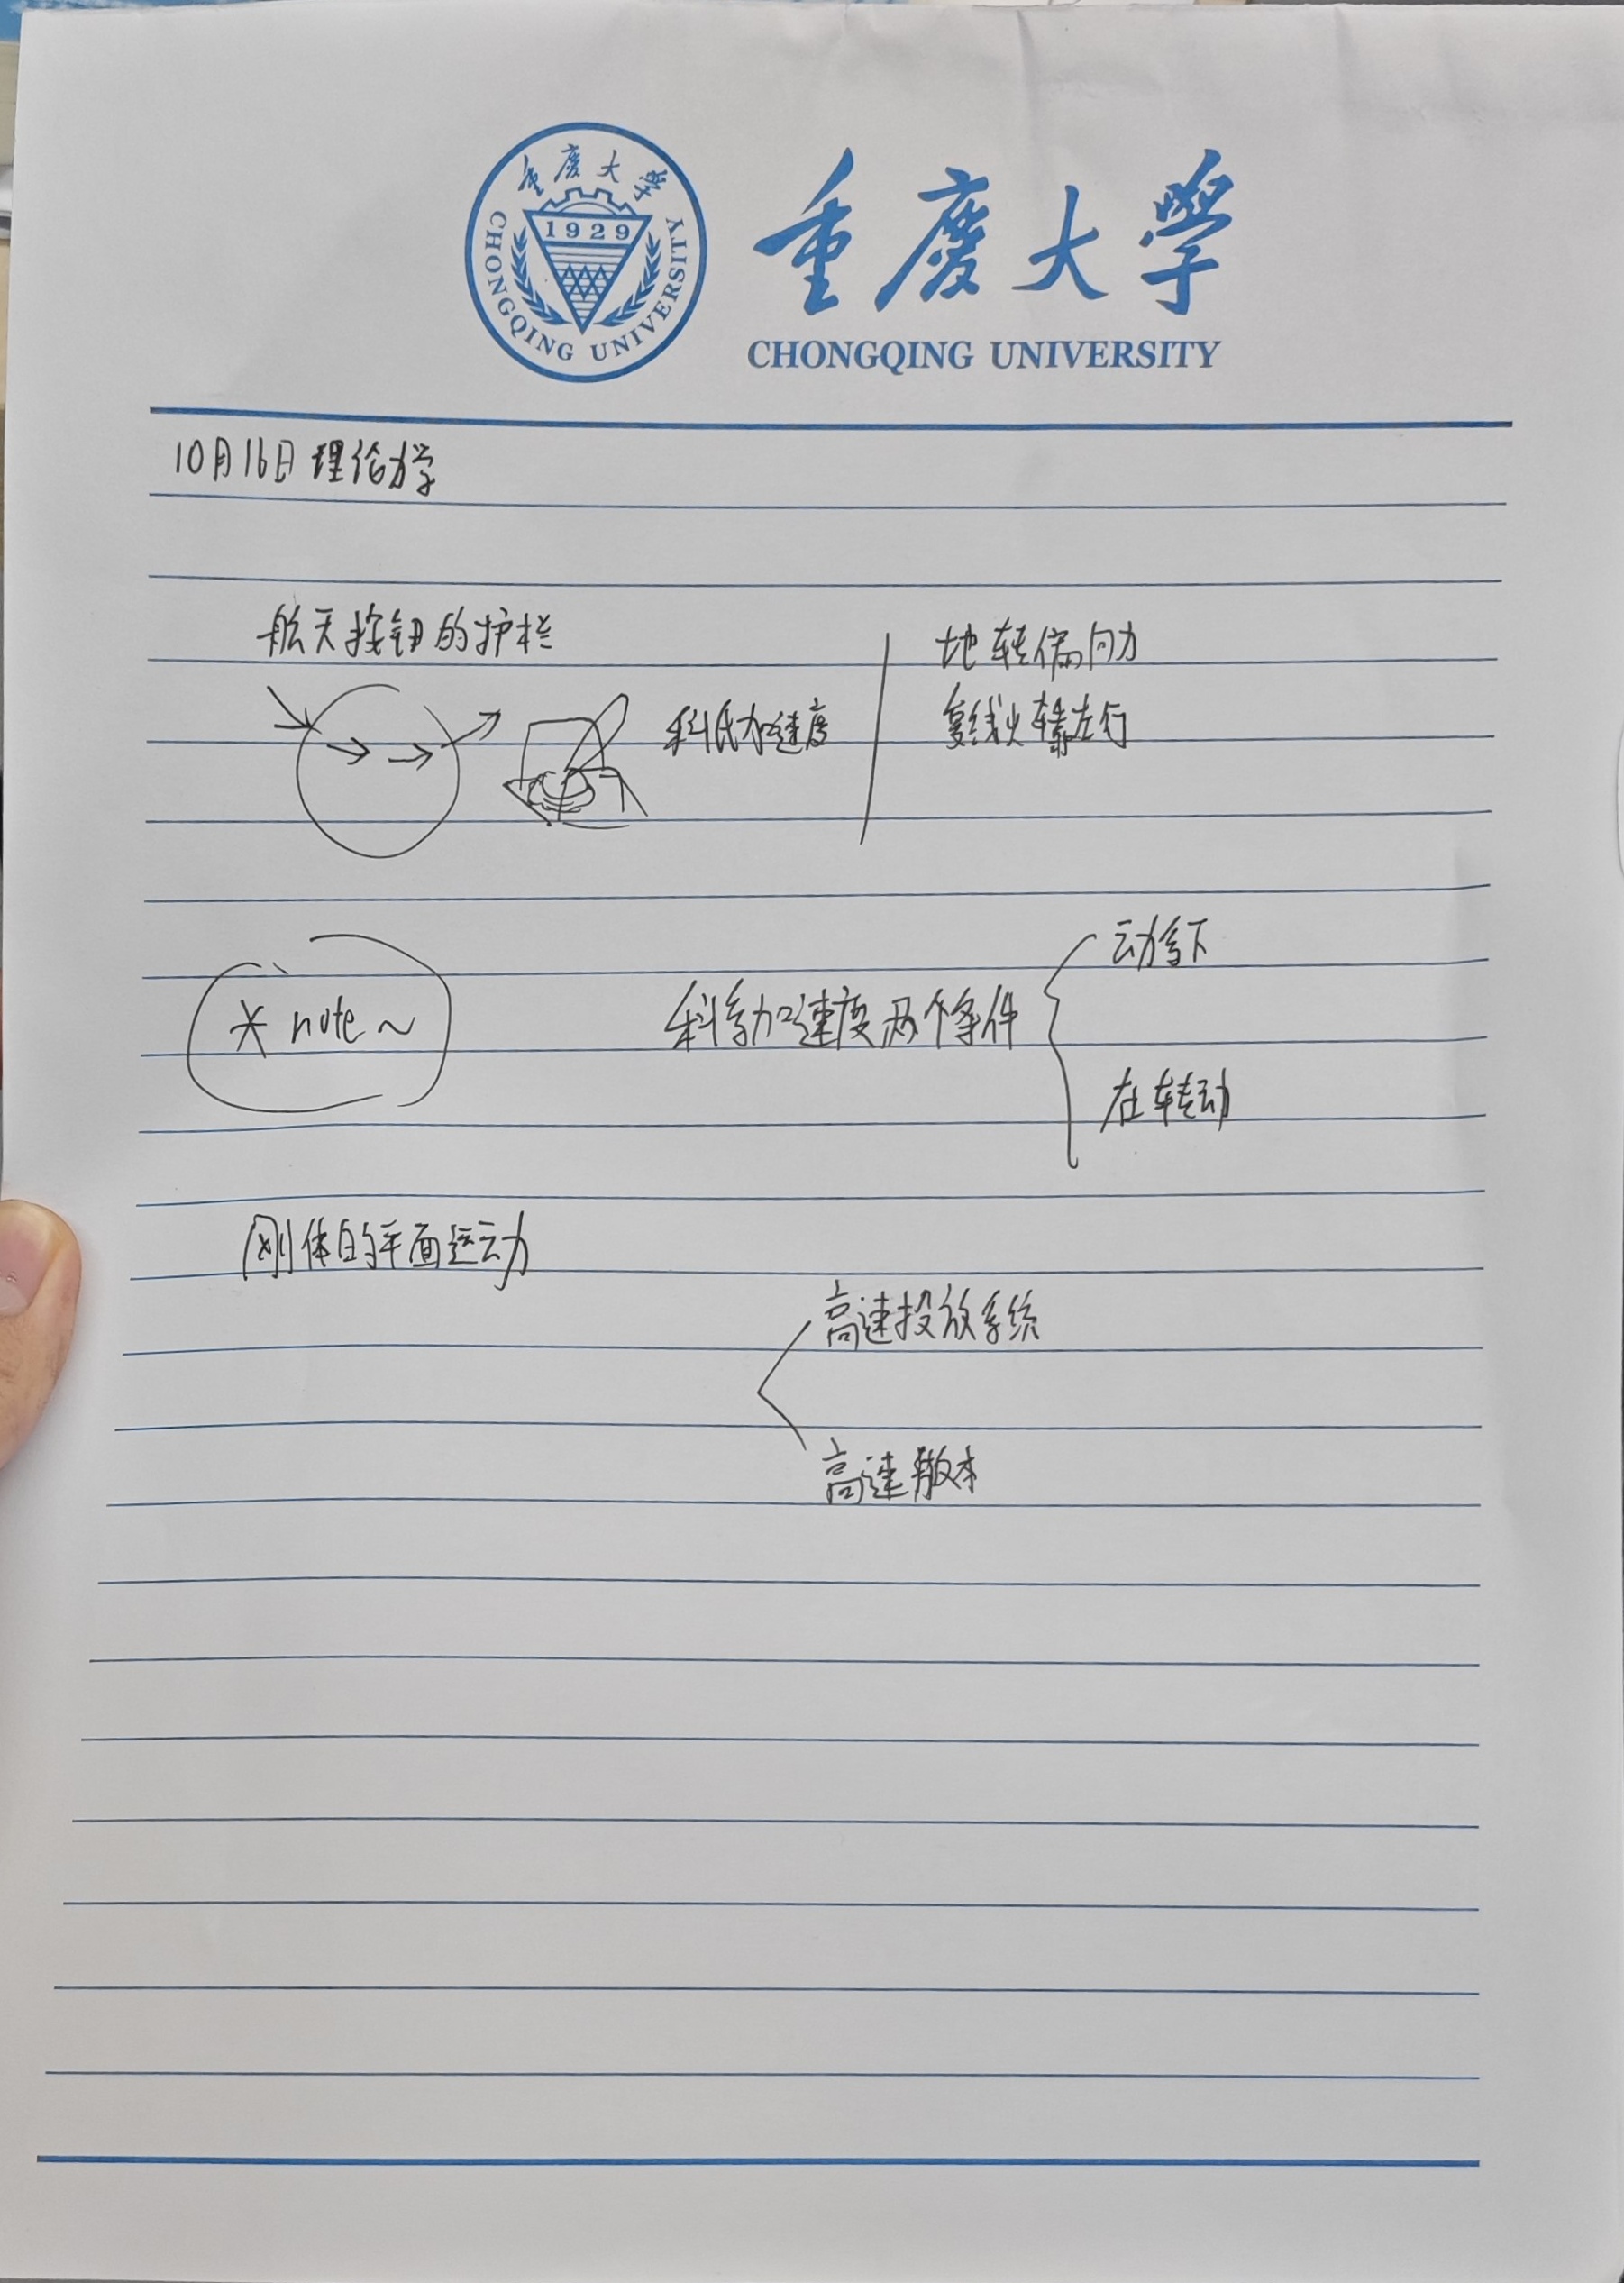 重庆大学
1929
CHONGQING UNIVERSITY
重慶大學
CHONGQING UNIVERSITY
10月16日 理论力学
航天按钮的护栏
科氏加速度
地转偏向力
复线火车靠左行
* note ~
科氏加速度两个条件
动系下
在转动
刚体的平面运动
高速投放系统
高速版本